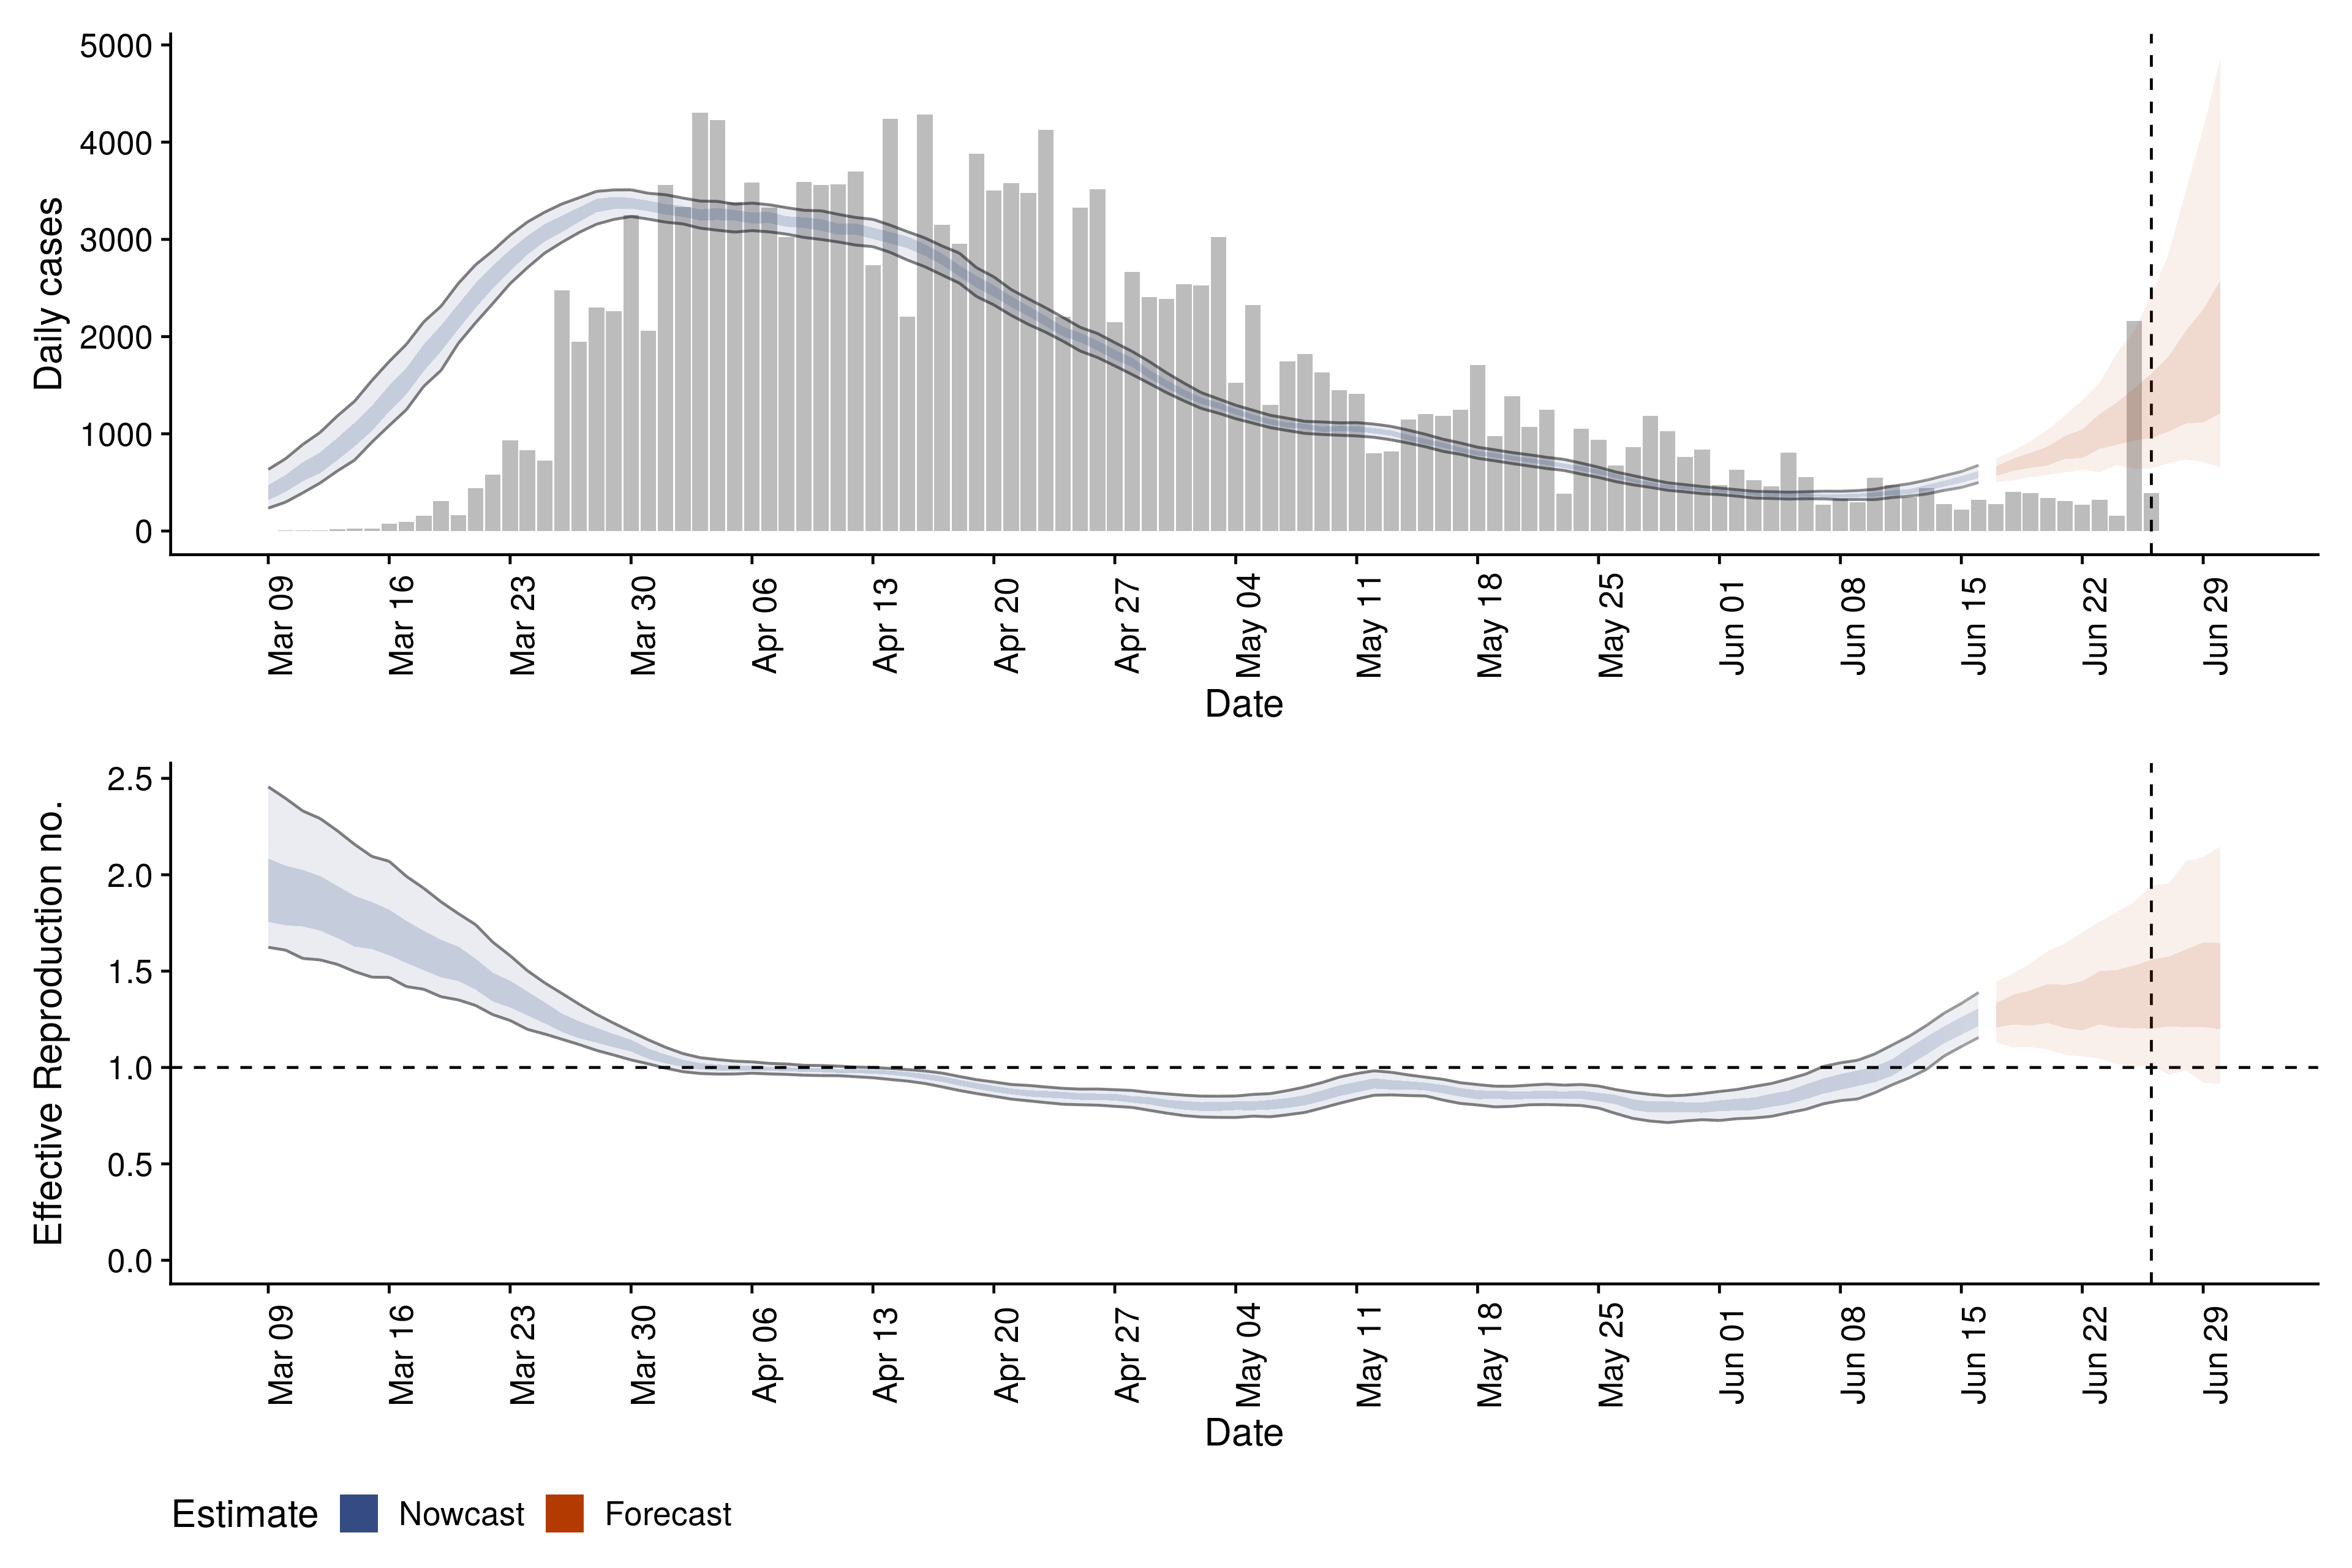 Daily cases
5000
4000
3000
2000
1000
0
Mar 09
Mar 16
Mar 23
Mar 30
Apr 06
Apr 13
Apr 20
Apr 27
May 04
May 11
May 18
May 25
Jun 01
Jun 08
Jun 15
Jun 22
Jun 29
Date
Effective Reproduction no.
2.5
2.0
1.5
1.0
0.5
0.0
Mar 09
Mar 16
Mar 23
Mar 30
Apr 06
Apr 13
Apr 20
Apr 27
May 04
May 11
May 18
May 25
Jun 01
Jun 08
Jun 15
Jun 22
Jun 29
Date
Estimate Nowcast Forecast